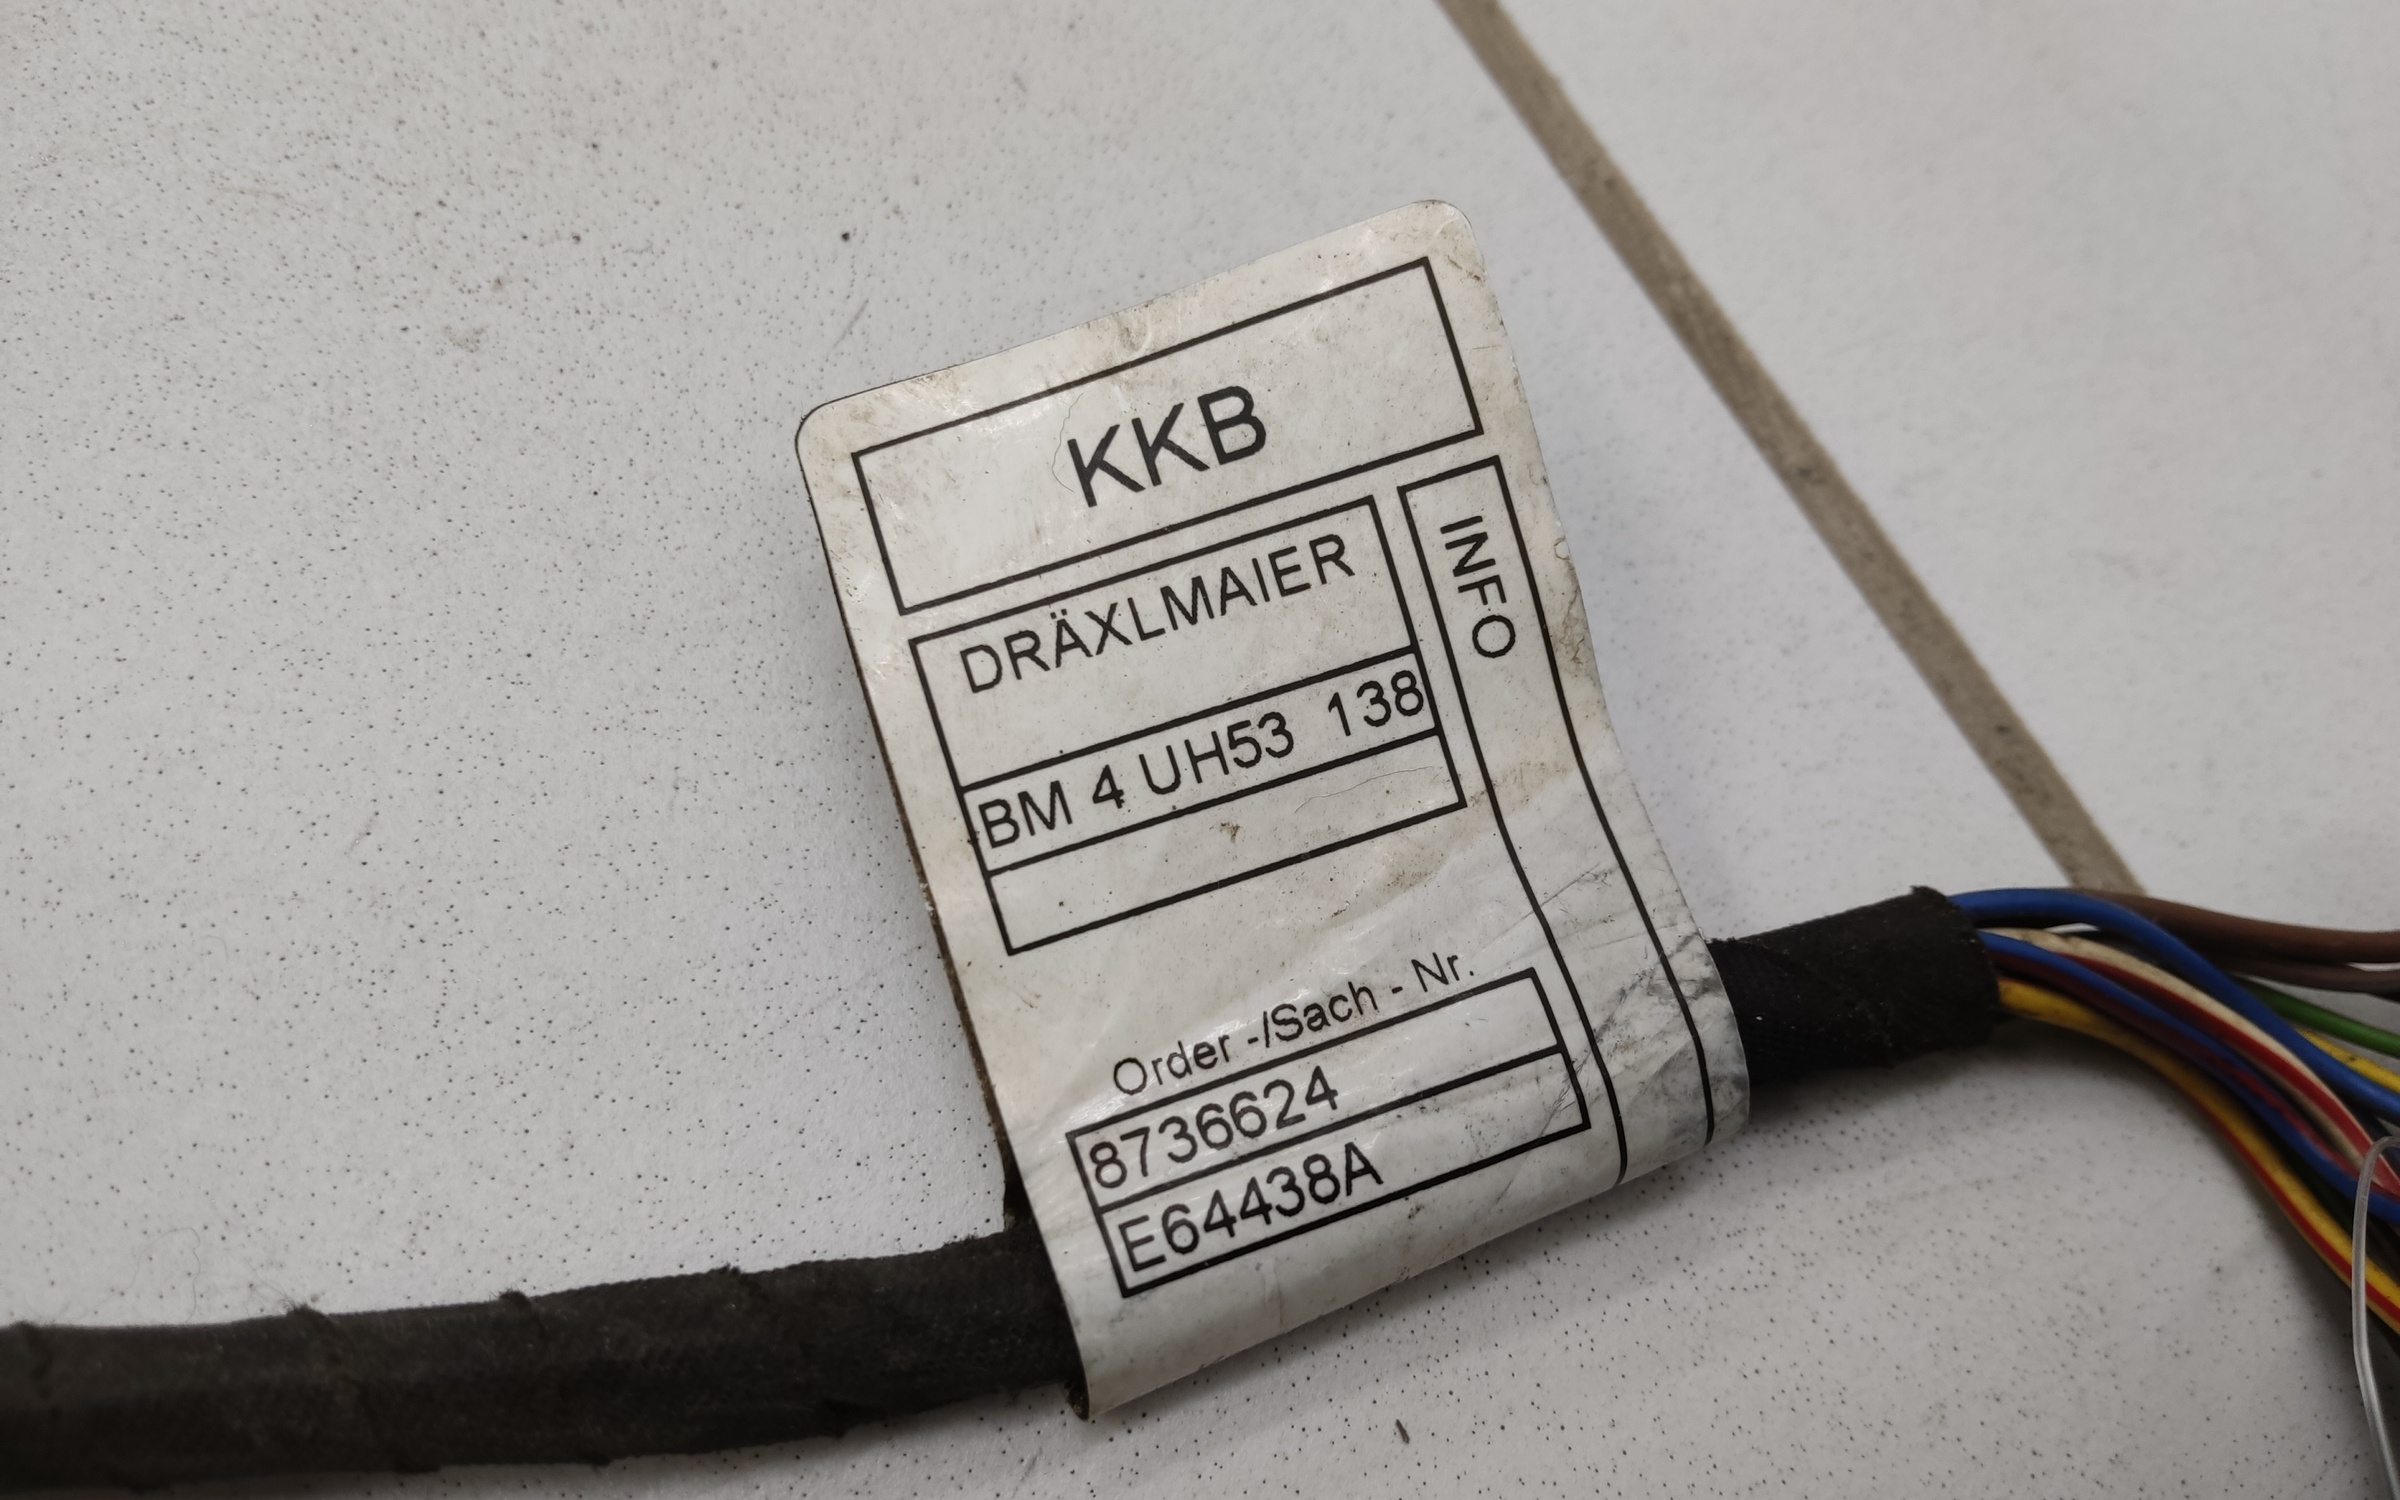 KKB
DRÄXLMAIER
INFO
BM 4 UH53 138
Order -/Sach - Nr.
8736624
E64438A